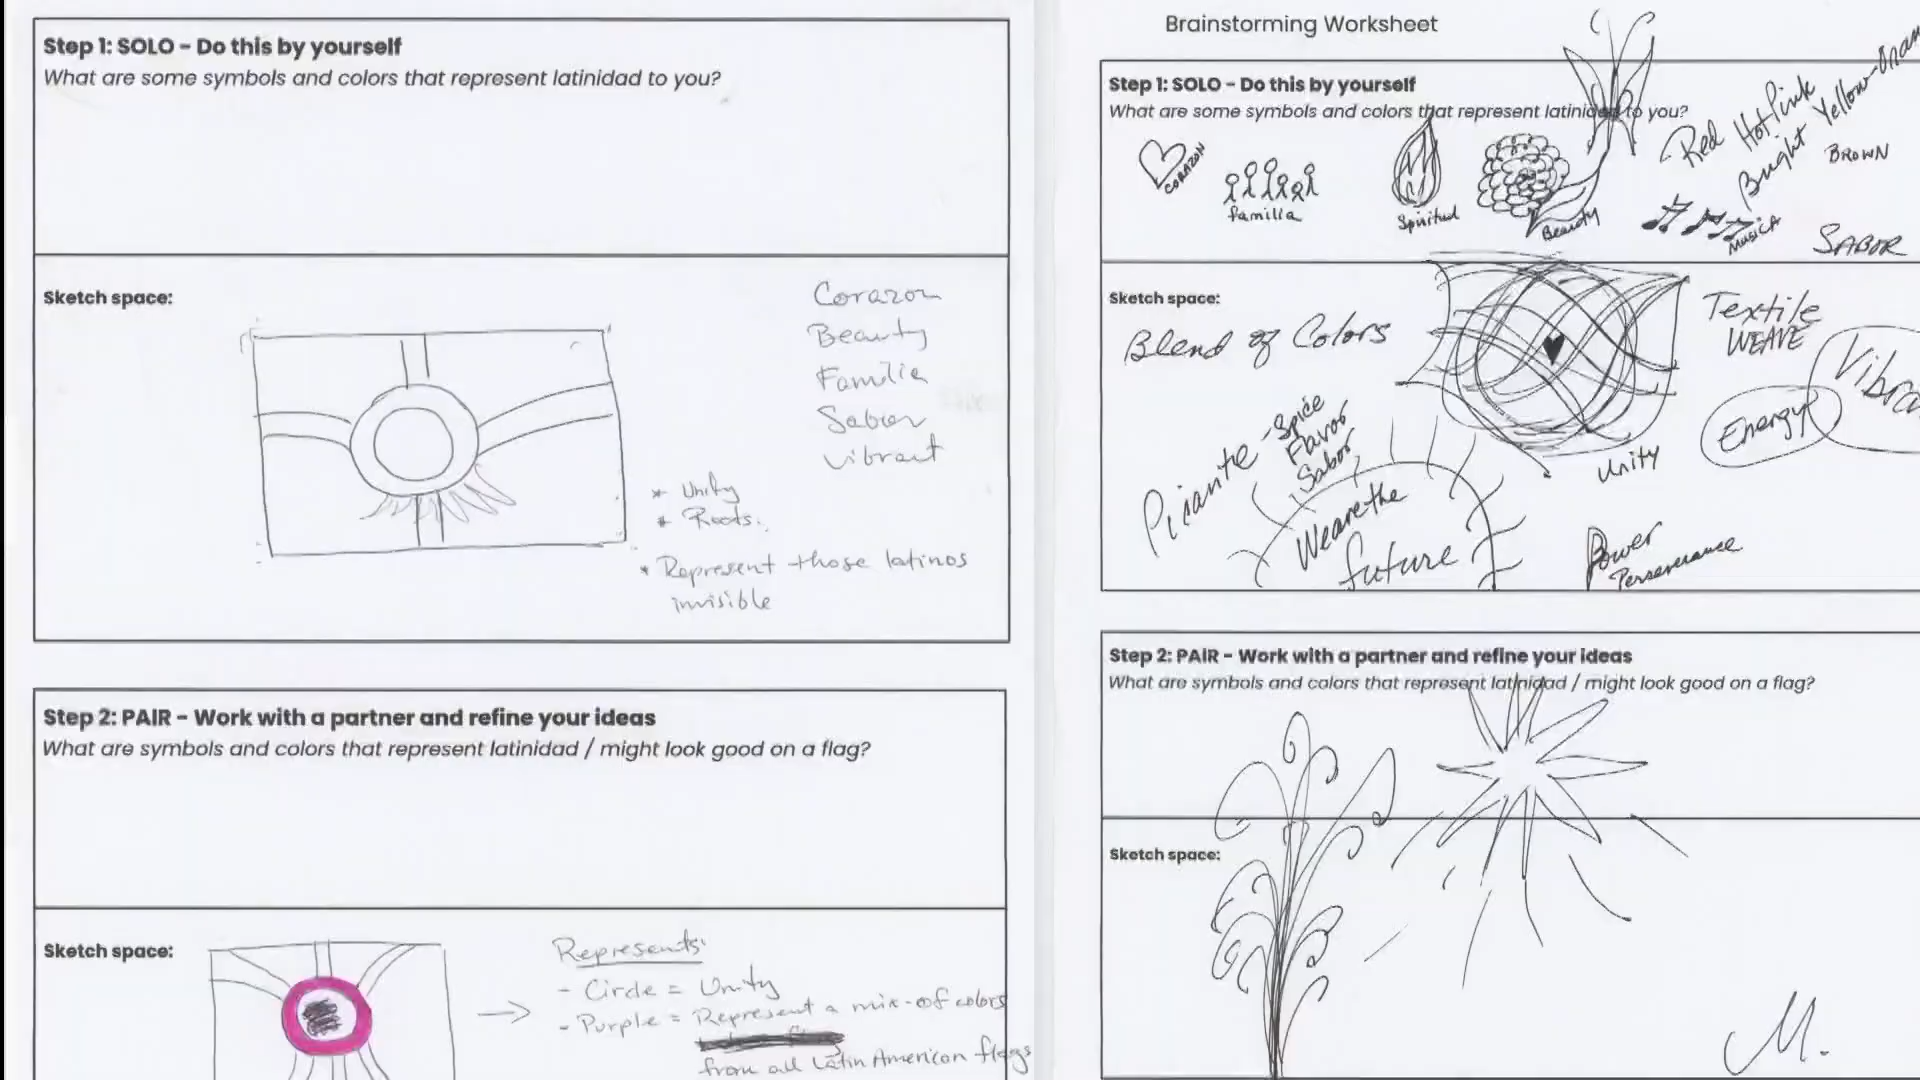 Step 1: SOLO - Do this by yourself
What are some symbols and colors that represent latinidad to you?
Sketch space:
Corazon
Beauty
Familia
Sabor
Vibrant
* Unity
* Roots.
* Represent those latinos
invisible
Step 2: PAIR - Work with a partner and refine your ideas
What are symbols and colors that represent latinidad / might look good on a flag?
Sketch space:
Represents:
- Circle = Unity
- Purple = Represent a mix-of colors
from all Latin American flags
Brainstorming Worksheet
Step 1: SOLO - Do this by yourself
What are some symbols and colors that represent latinidad to you?
CORAZON
familia
Spiritual
Beauty
Red Hot Pink
Bright Yellow-Oran
BROWN
MUSICA
SABOR
Sketch space:
Blend of Colors
Textile
WEAVE
Vibra
Energy
Picante - Spice
Flavor
Sabor
Unity
We are the
future
Power
Perseverance
Step 2: PAIR - Work with a partner and refine your ideas
What are symbols and colors that represent latinidad / might look good on a flag?
Sketch space:
M.